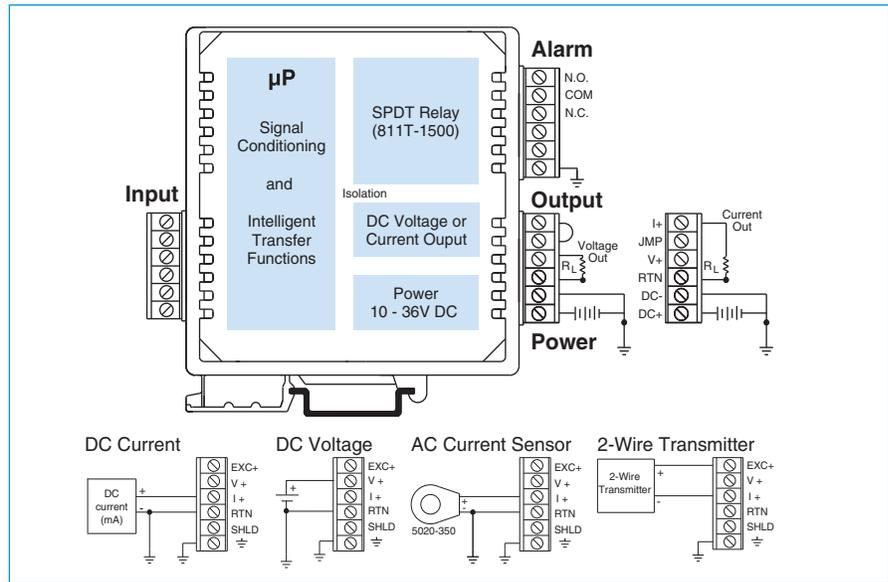 Alarm
µP
Signal
Conditioning
and
Intelligent
Transfer
Functions
SPDT Relay
(811T-1500)
N.O.
COM
N.C.
Input
Isolation
DC Voltage or
Current Ouput
Power
10 - 36V DC
Output
Voltage
Out
RL
Power
I+
JMP
V+
RTN
DC-
DC+
Current
Out
RL
DC Current
DC
current
(mA)
+
-
EXC+
V +
I +
RTN
SHLD
DC Voltage
+
EXC+
V +
I +
RTN
SHLD
AC Current Sensor
5020-350
+
-
EXC+
V +
I +
RTN
SHLD
2-Wire Transmitter
2-Wire
Transmitter
+
-
EXC+
V +
I +
RTN
SHLD